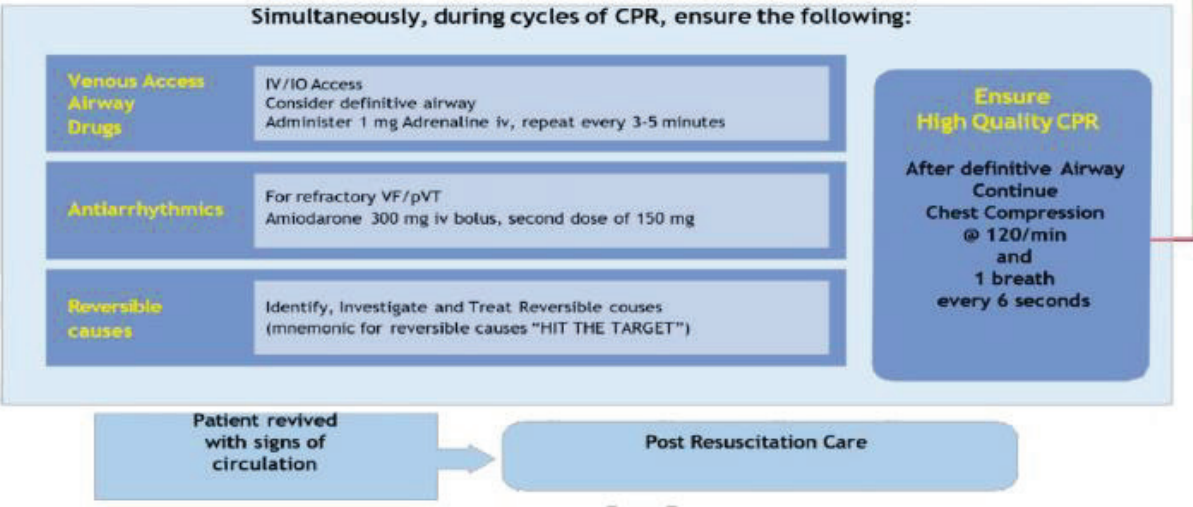 Simultaneously, during cycles of CPR, ensure the following:
Venous Access
Airway
Drugs
IV/IO Access
Consider definitive airway
Administer 1 mg Adrenaline iv, repeat every 3-5 minutes
Antiarrhythmics
For refractory VF/pVT
Amiodarone 300 mg iv bolus, second dose of 150 mg
Reversible
causes
Identify, Investigate and Treat Reversible couses
(mnemonic for reversible causes “HIT THE TARGET”)
Ensure
High Quality CPR
After definitive Airway
Continue
Chest Compression
@ 120/min
and
1 breath
every 6 seconds
Patient revived
with signs of
circulation
Post Resuscitation Care